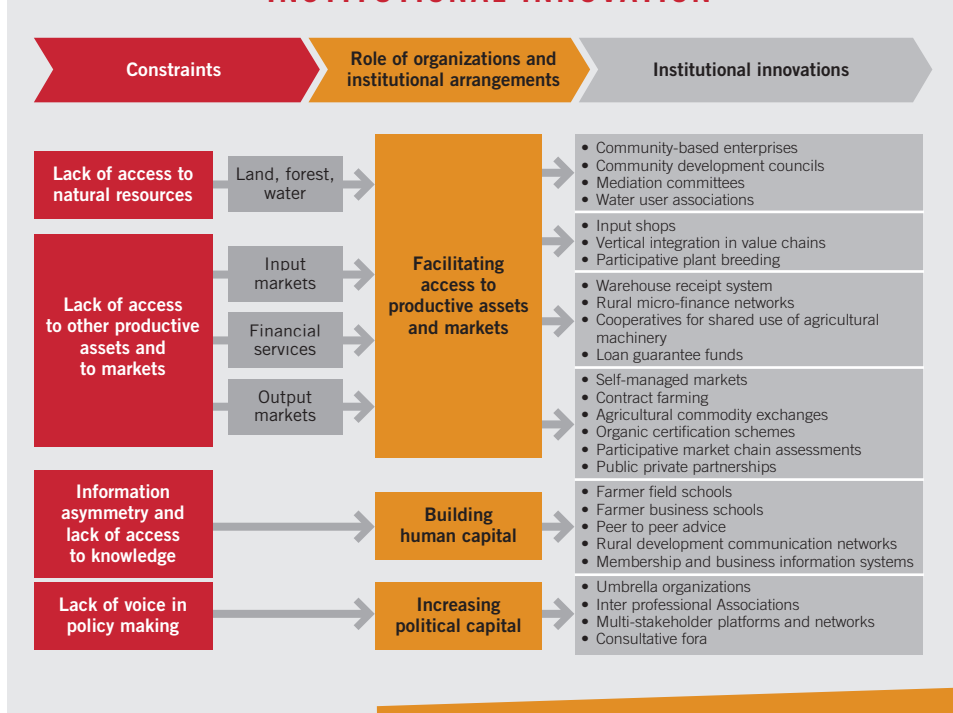 INSTITUTIONAL INNOVATION
Constraints
Role of organizations and
institutional arrangements
Institutional innovations
Lack of access to
natural resources
Land, forest,
water
Lack of access
to other productive
assets and
to markets
Input
markets
Financial
services
Output
markets
Facilitating
access to
productive assets
and markets
• Community-based enterprises
• Community development councils
• Mediation committees
• Water user associations
• Input shops
• Vertical integration in value chains
• Participative plant breeding
• Warehouse receipt system
• Rural micro-finance networks
• Cooperatives for shared use of agricultural
machinery
• Loan guarantee funds
• Self-managed markets
• Contract farming
• Agricultural commodity exchanges
• Organic certification schemes
• Participative market chain assessments
• Public private partnerships
Information
asymmetry and
lack of access
to knowledge
Building
human capital
• Farmer field schools
• Farmer business schools
• Peer to peer advice
• Rural development communication networks
• Membership and business information systems
Lack of voice in
policy making
Increasing
political capital
• Umbrella organizations
• Inter professional Associations
• Multi-stakeholder platforms and networks
• Consultative fora